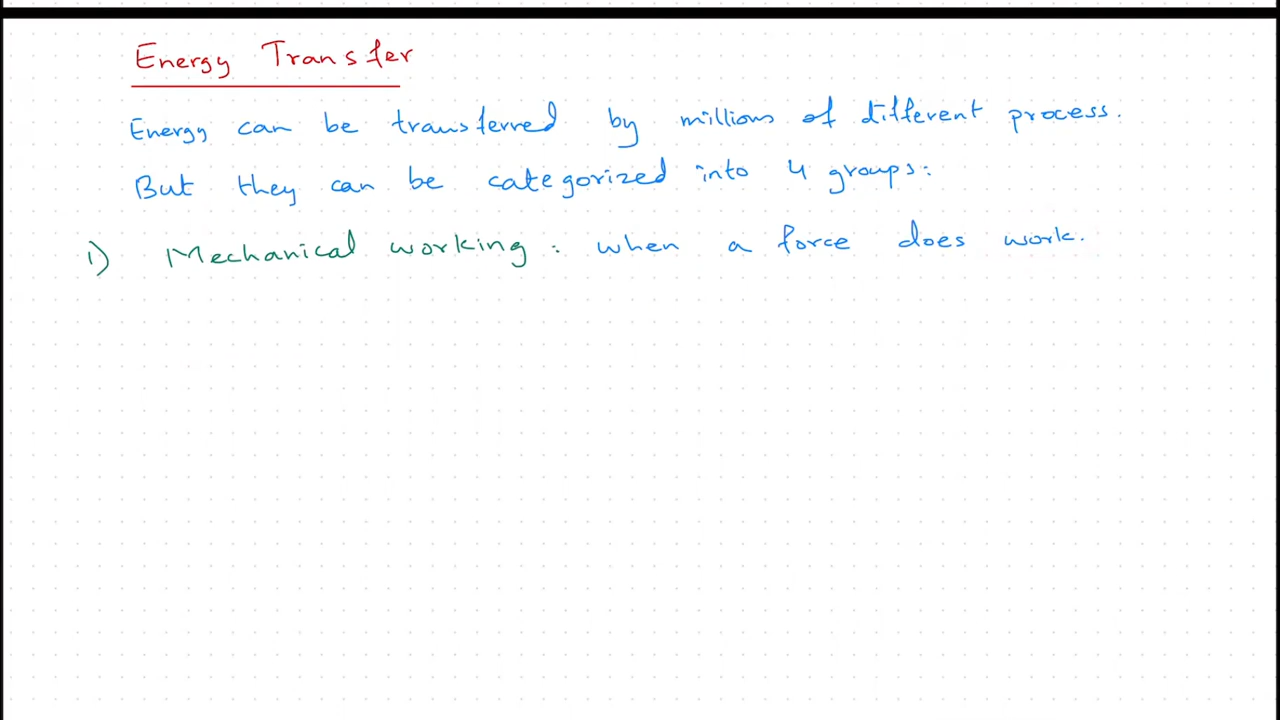 Energy Transfer
Energy can be transferred by millions of different process.
But they can be categorized into 4 groups:
1) Mechanical working : when a force does work.